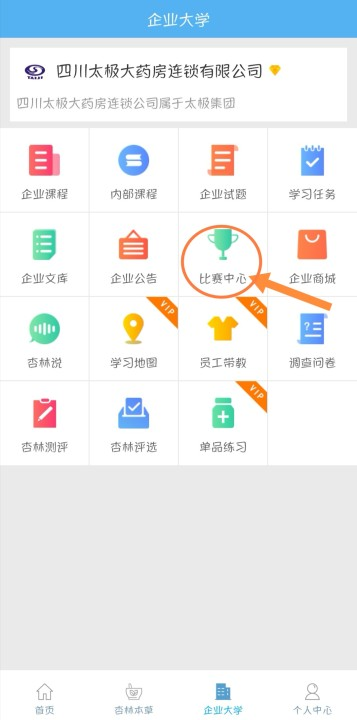 企业大学
TAIJI
四川太极大药房连锁有限公司
四川太极大药房连锁公司属于太极集团
企业课程 内部课程 企业试题 学习任务
企业文库 企业公告 比赛中心 企业商城
VIP VIP
杏林说 学习地图 员工带教 调查问卷
VIP
杏林测评 杏林评选 单品练习
首页 杏林本草 企业大学 个人中心